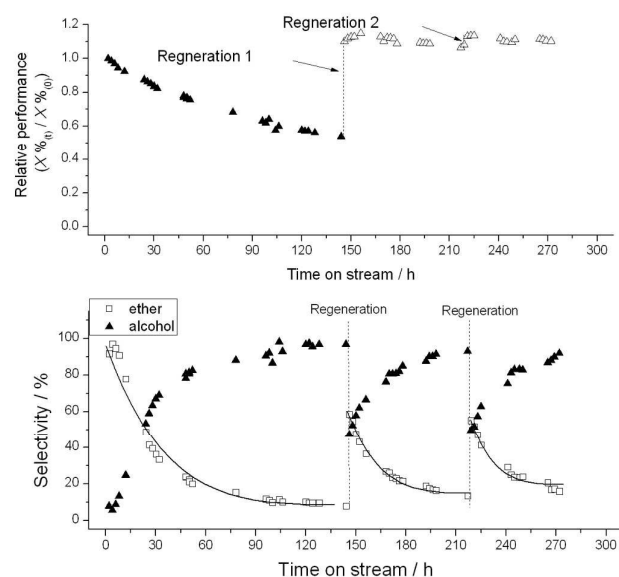 Regneration 2
Regneration 1
Relative performance
(X %(t) / X %(0))
1.4
1.2
1.0
0.8
0.6
0.4
0.2
0.0
0 30 60 90 120 150 180 210 240 270 300
Time on stream / h
ether
alcohol
Regeneration Regeneration
Selectivity / %
100
80
60
40
20
0
0 30 60 90 120 150 180 210 240 270 300
Time on stream / h